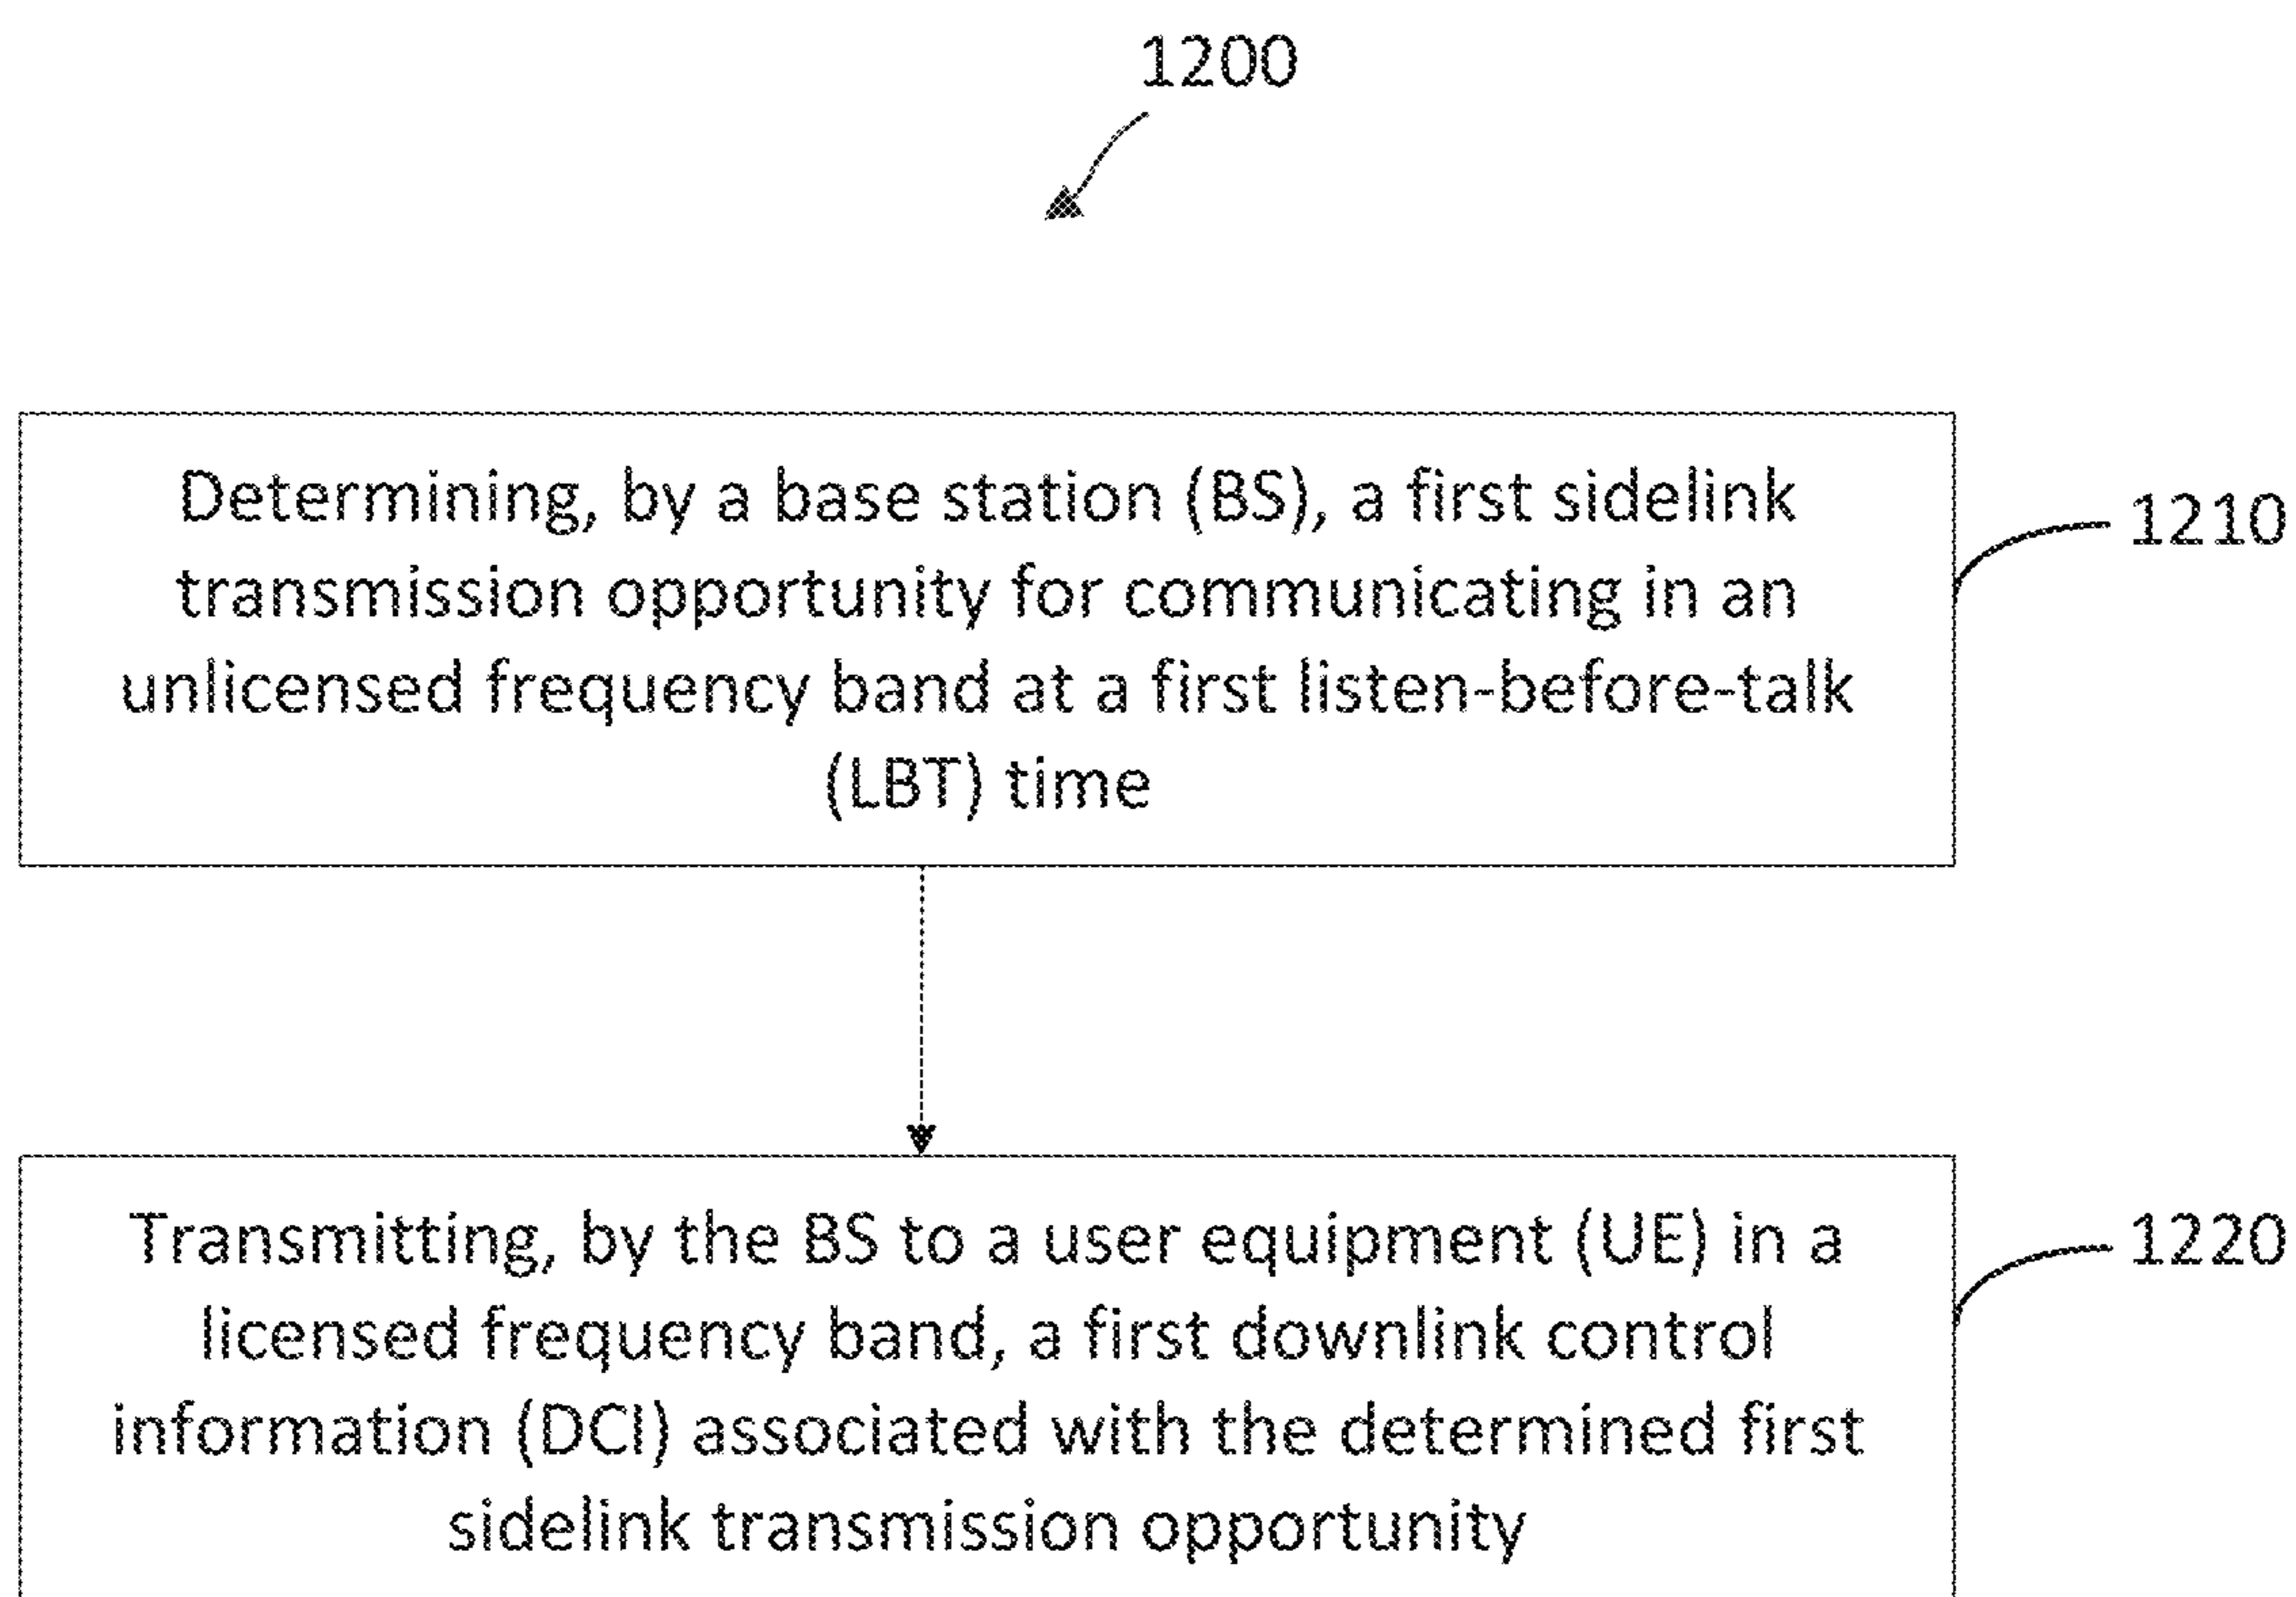 1200
Determining, by a base station (BS), a first sidelink
transmission opportunity for communicating in an
unlicensed frequency band at a first listen-before-talk
(LBT) time
1210
Transmitting, by the BS to a user equipment (UE) in a
licensed frequency band, a first downlink control
information (DCI) associated with the determined first
sidelink transmission opportunity
1220